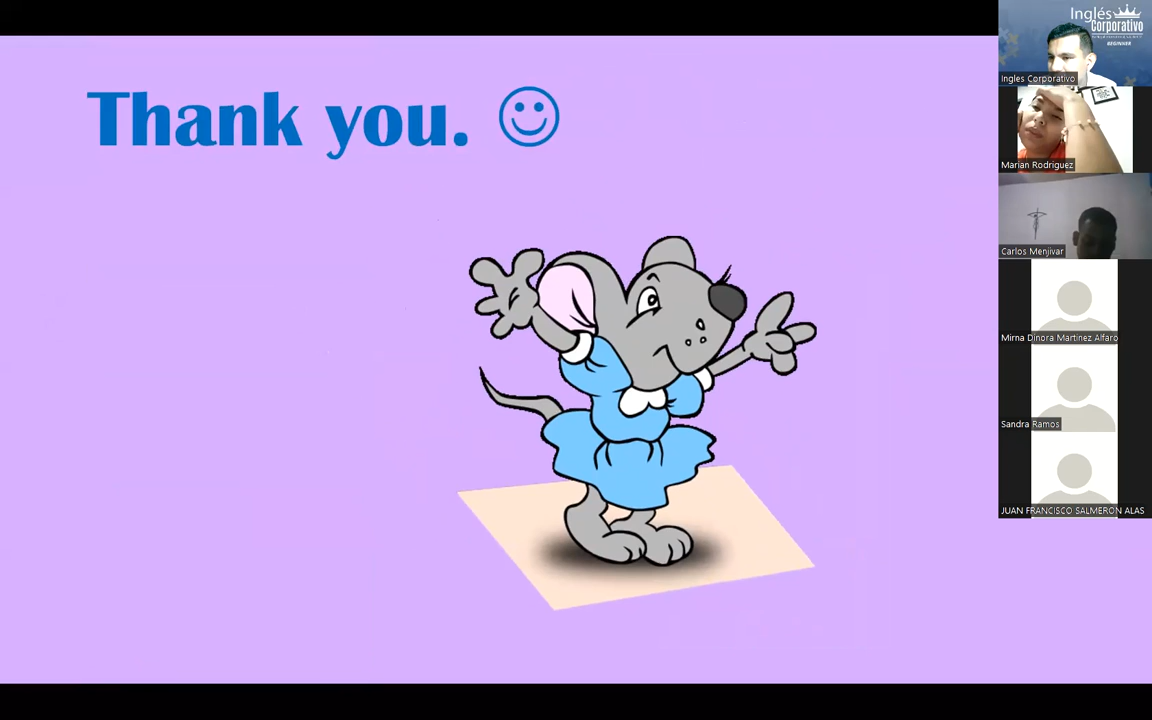 Thank you. ☺
Inglés
Corporativo
BEGINNER
Ingles Corporativo
Marian Rodriguez
Carlos Menjivar
Mirna Dinora Martinez Alfaro
Sandra Ramos
JUAN FRANCISCO SALMERON ALAS